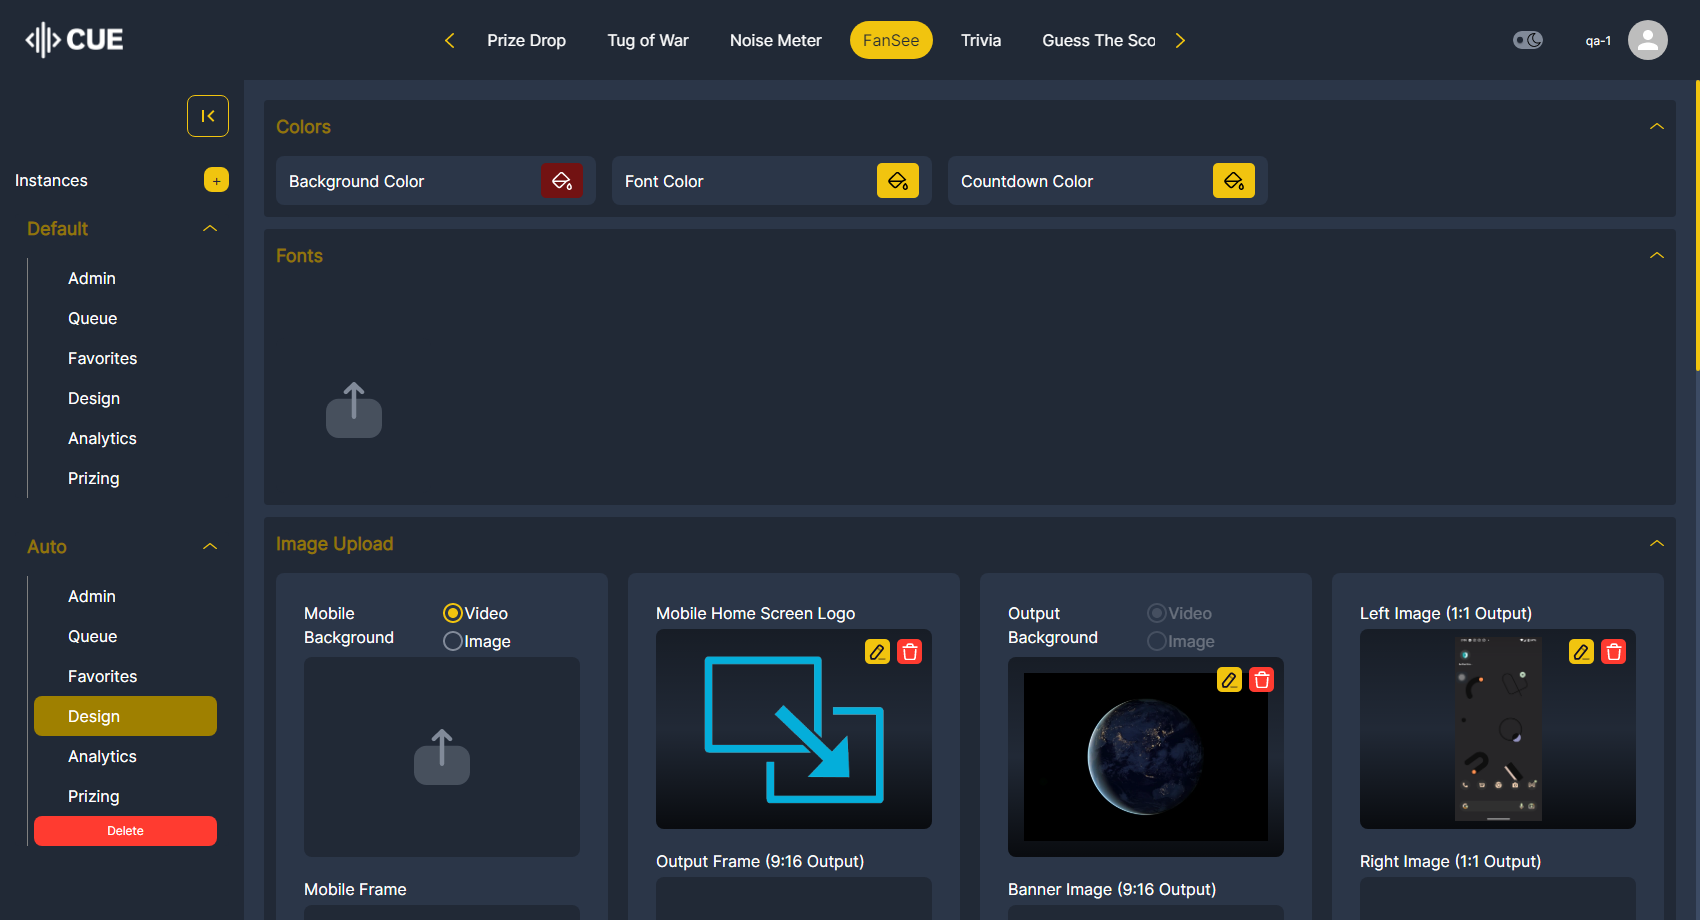 CUE
Prize Drop
Tug of War
Noise Meter
FanSee
Trivia
Guess The Sco
qa-1
Instances
+
Default
Admin
Queue
Favorites
Design
Analytics
Prizing
Auto
Admin
Queue
Favorites
Design
Analytics
Prizing
Delete
Colors
Background Color
Font Color
Countdown Color
Fonts
Image Upload
Mobile
Background
Video
Image
Mobile Frame
Mobile Home Screen Logo
Output Frame (9:16 Output)
Output
Background
Video
Image
Banner Image (9:16 Output)
Left Image (1:1 Output)
Right Image (1:1 Output)